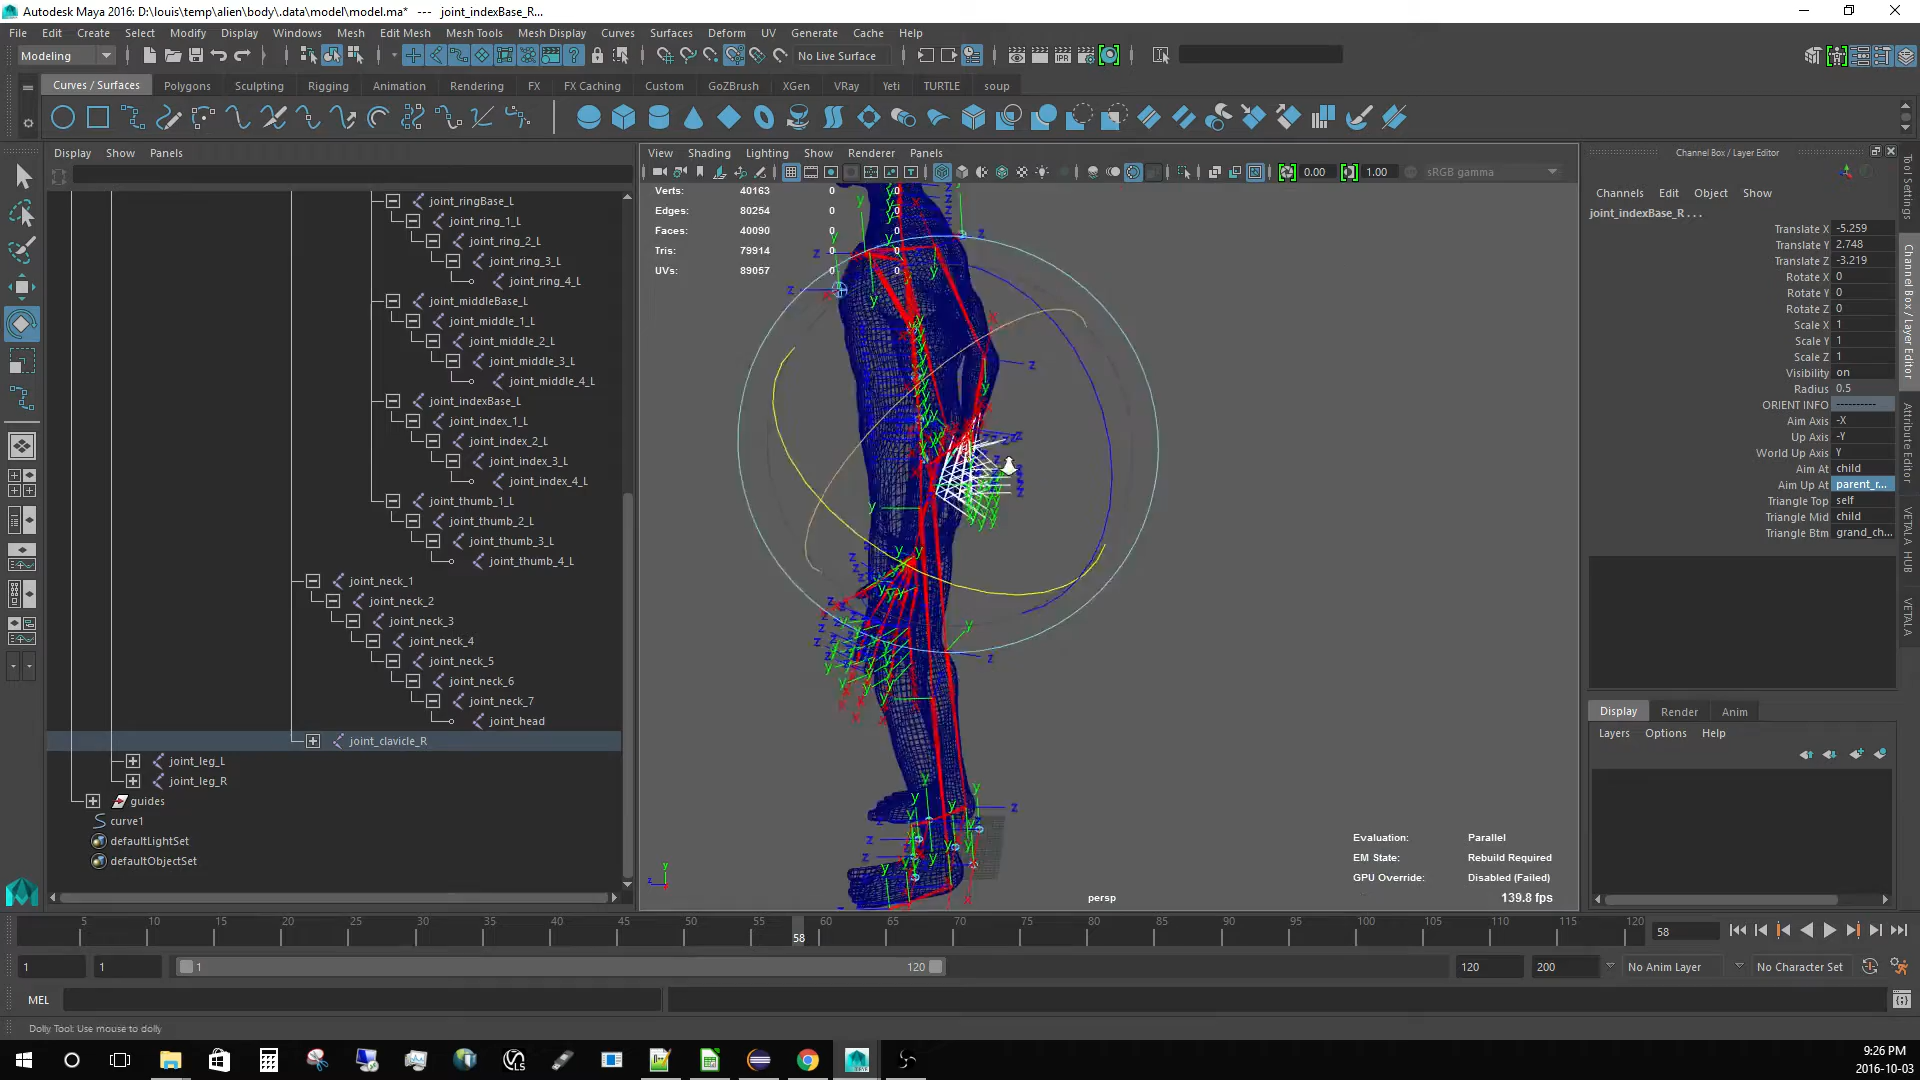 Autodesk Maya 2016: D:\louis\temp\alien\body\.data\model\model.ma*   ---   joint_indexBase_R...
File Edit Create Select Modify Display Windows Mesh Edit Mesh Mesh Tools Mesh Display Curves Surfaces Deform UV Generate Cache Help
Modeling
No Live Surface
Curves / Surfaces Polygons Sculpting Rigging Animation Rendering FX FX Caching Custom GoZBrush XGen VRay Yeti TURTLE soup
Display Show Panels
joint_ringBase_L
joint_ring_1_L
joint_ring_2_L
joint_ring_3_L
joint_ring_4_L
joint_middleBase_L
joint_middle_1_L
joint_middle_2_L
joint_middle_3_L
joint_middle_4_L
joint_indexBase_L
joint_index_1_L
joint_index_2_L
joint_index_3_L
joint_index_4_L
joint_thumb_1_L
joint_thumb_2_L
joint_thumb_3_L
joint_thumb_4_L
joint_neck_1
joint_neck_2
joint_neck_3
joint_neck_4
joint_neck_5
joint_neck_6
joint_neck_7
joint_head
joint_clavicle_R
joint_leg_L
joint_leg_R
guides
curve1
defaultLightSet
defaultObjectSet
View Shading Lighting Show Renderer Panels
0.00 1.00 sRGB gamma
Verts: 40163 0 0
Edges: 80254 0 0
Faces: 40090 0 0
Tris: 79914 0 0
UVs: 89057 0 0
Evaluation: Parallel
EM State: Rebuild Required
GPU Override: Disabled (Failed)
persp
139.8 fps
Channel Box / Layer Editor
Channels Edit Object Show
joint_indexBase_R . . .
Translate X -5.259
Translate Y 2.748
Translate Z -3.219
Rotate X 0
Rotate Y 0
Rotate Z 0
Scale X 1
Scale Y 1
Scale Z 1
Visibility on
Radius 0.5
ORIENT INFO ----------
Aim Axis -X
Up Axis -Y
World Up Axis Y
Aim At child
Aim Up At parent_r...
Triangle Top self
Triangle Mid child
Triangle Btm grand_ch...
Display Render Anim
Layers Options Help
Tool Settings
Channel Box / Layer Editor
Attribute Editor
VETALA HUB
VETALA
5 10 15 20 25 30 35 40 45 50 55 60 65 70 75 80 85 90 95 100 105 110 115 120
58
58
1 1 1 120 120 200 No Anim Layer No Character Set
MEL
Dolly Tool: Use mouse to dolly
9:26 PM
2016-10-03